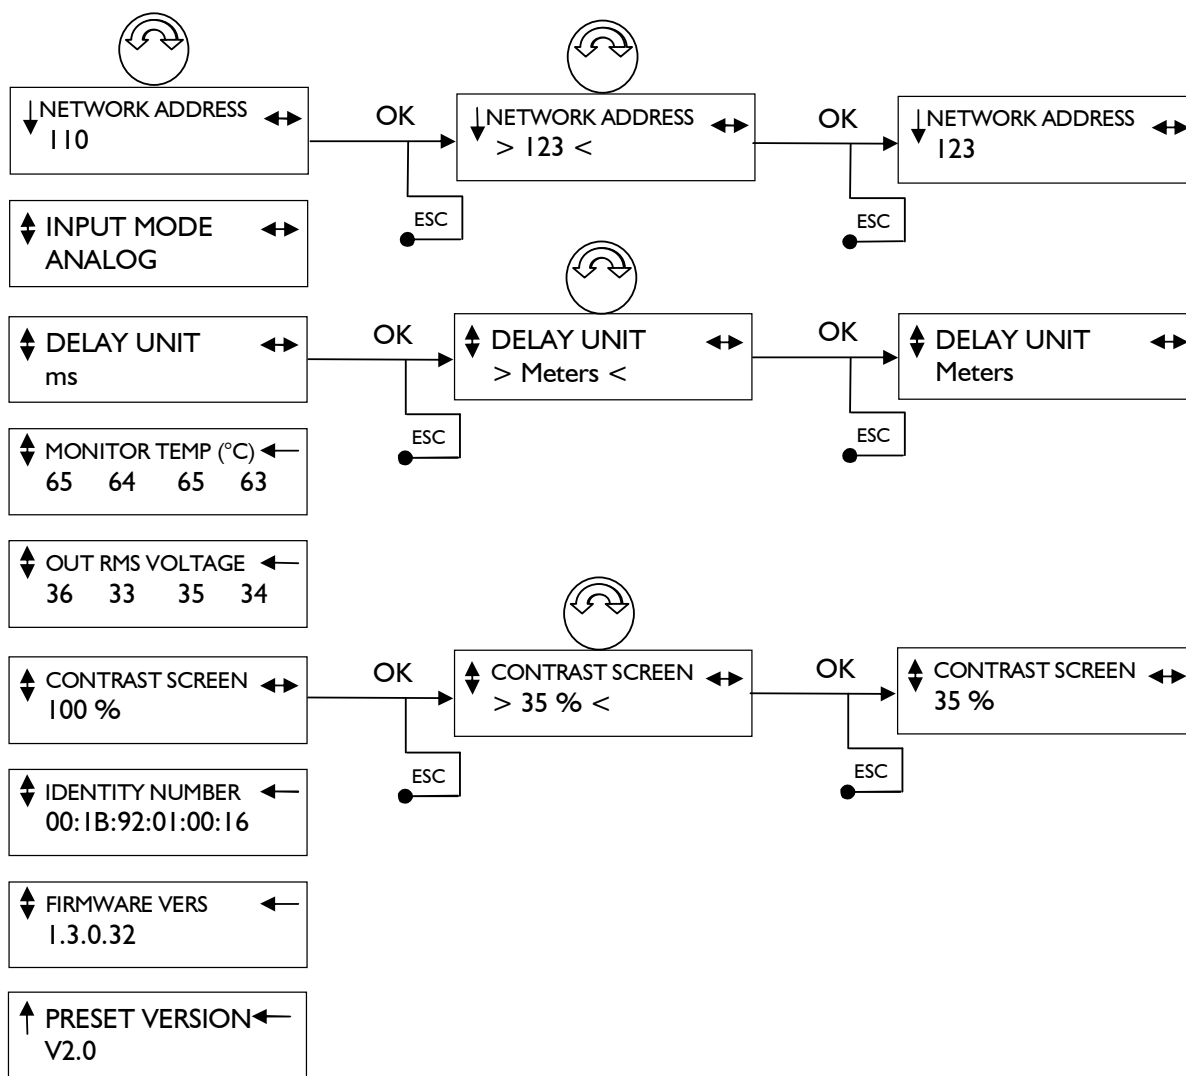 NETWORK ADDRESS
110
OK
ESC
NETWORK ADDRESS
> 123 <
OK
ESC
NETWORK ADDRESS
123
INPUT MODE
ANALOG
DELAY UNIT
ms
OK
ESC
DELAY UNIT
> Meters <
OK
ESC
DELAY UNIT
Meters
MONITOR TEMP (°C)
65 64 65 63
OUT RMS VOLTAGE
36 33 35 34
CONTRAST SCREEN
100 %
OK
ESC
CONTRAST SCREEN
> 35 % <
OK
ESC
CONTRAST SCREEN
35 %
IDENTITY NUMBER
00:1B:92:01:00:16
FIRMWARE VERS
1.3.0.32
PRESET VERSION
V2.0